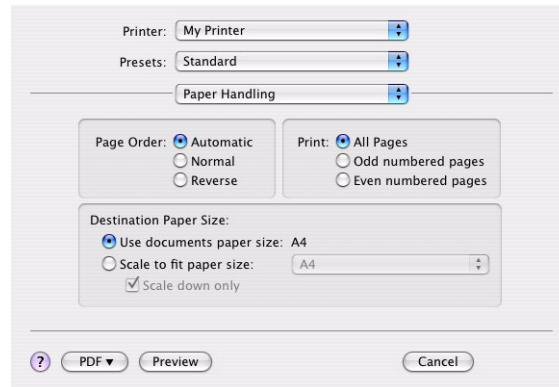 Printer: My Printer
Presets: Standard
Paper Handling
Page Order: Automatic
Normal
Reverse
Print: All Pages
Odd numbered pages
Even numbered pages
Destination Paper Size:
Use documents paper size: A4
Scale to fit paper size: A4
Scale down only
? PDF▼ Preview Cancel